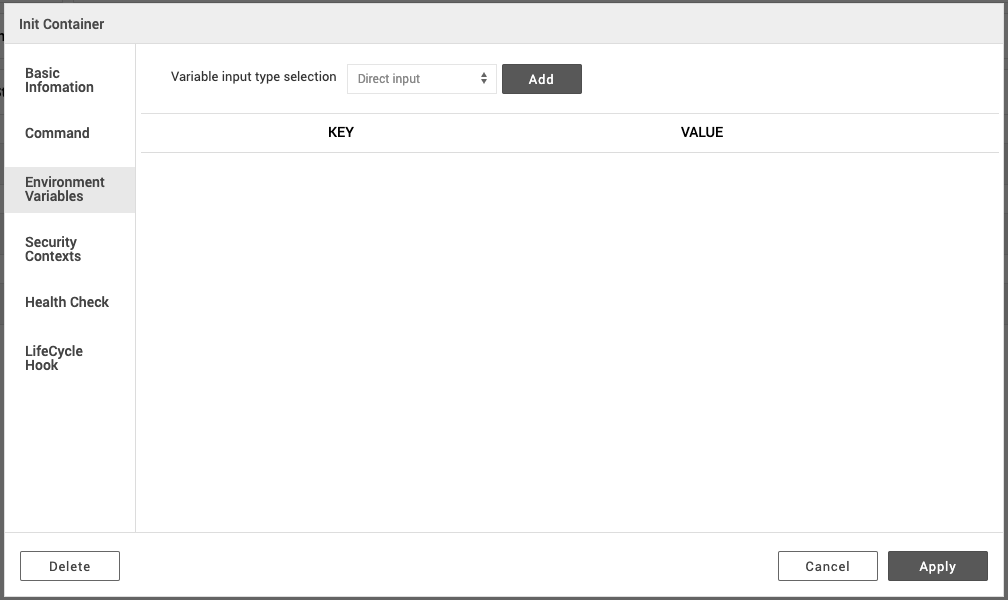 Init Container
Basic
Infomation
Command
Environment
Variables
Security
Contexts
Health Check
LifeCycle
Hook
Variable input type selection
Direct input
Add
KEY
VALUE
Delete
Cancel
Apply